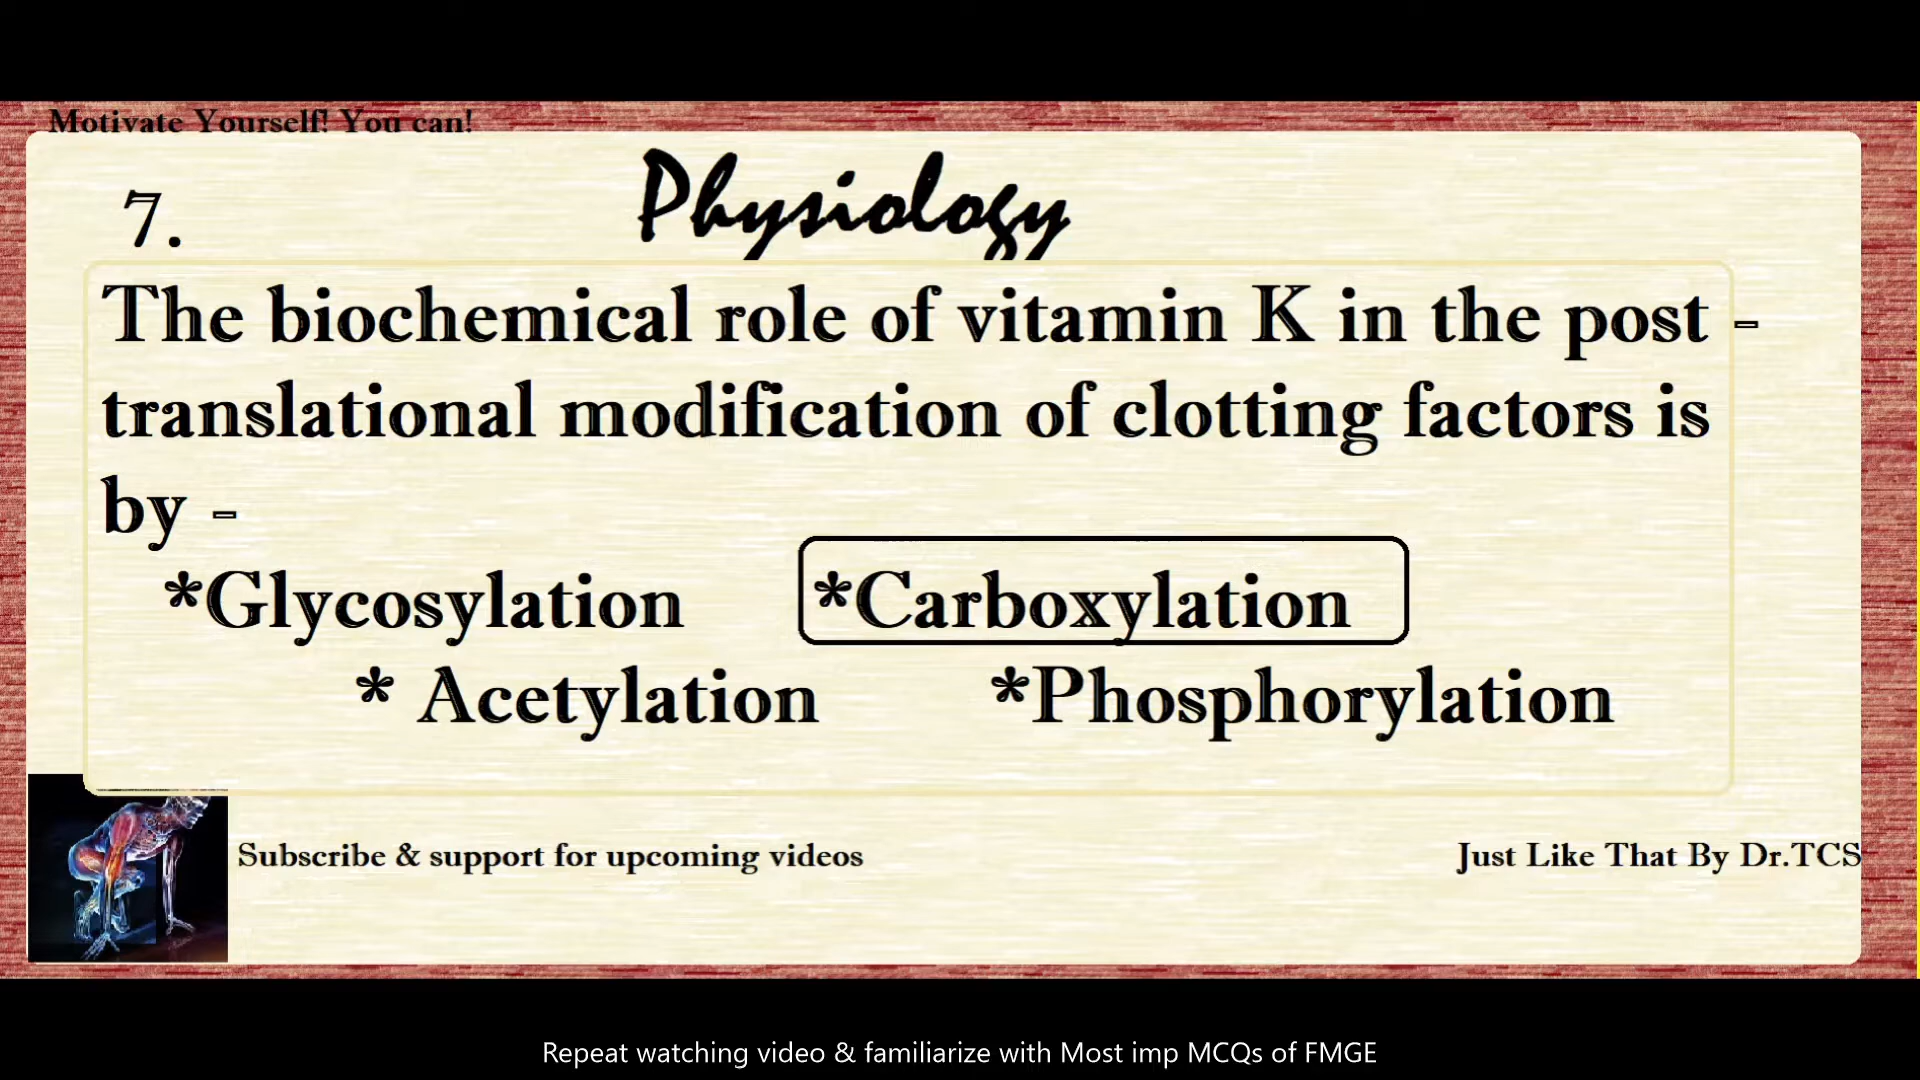 Motivate Yourself! You can!
7.
Physiology
The biochemical role of vitamin K in the post -
translational modification of clotting factors is
by -
*Glycosylation *Carboxylation
* Acetylation *Phosphorylation
Subscribe & support for upcoming videos
Just Like That By Dr.TCS
Repeat watching video & familiarize with Most imp MCQs of FMGE